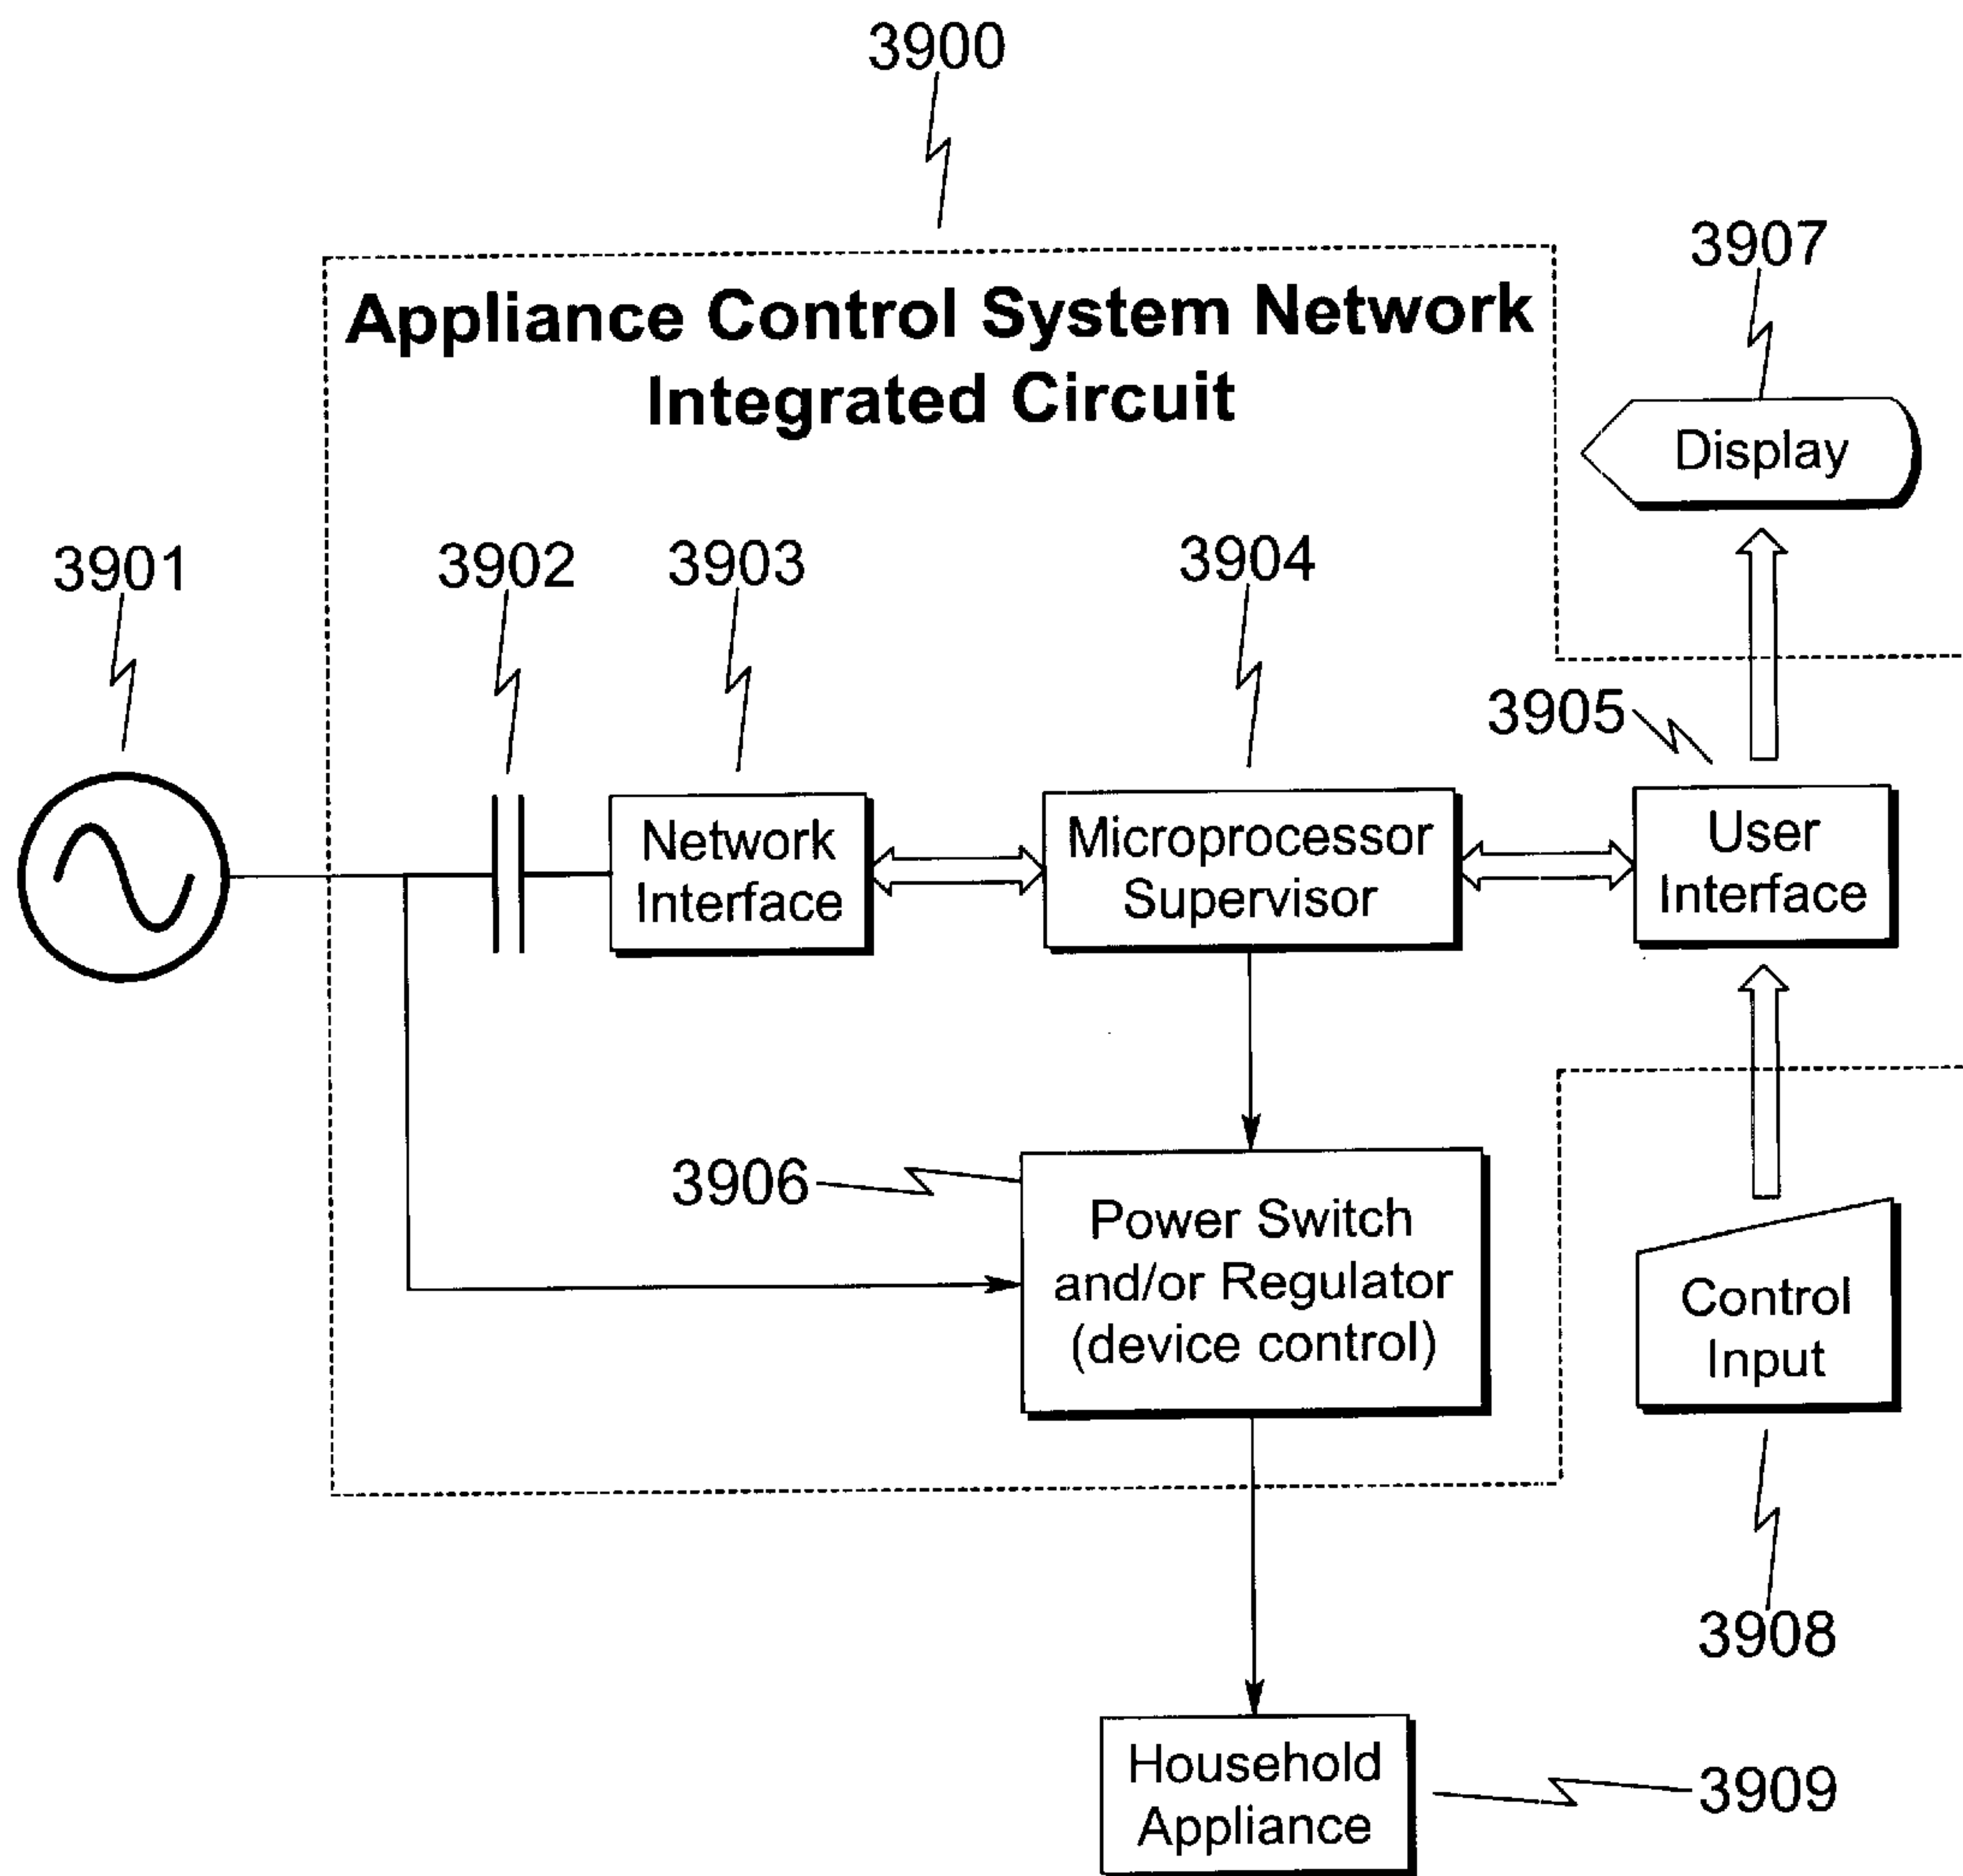 3900
3907
Appliance Control System Network
Integrated Circuit
Display
3901
3902
3903
3904
3905
Network
Interface
Microprocessor
Supervisor
User
Interface
3906
Power Switch
and/or Regulator
(device control)
Control
Input
3908
Household
Appliance
3909